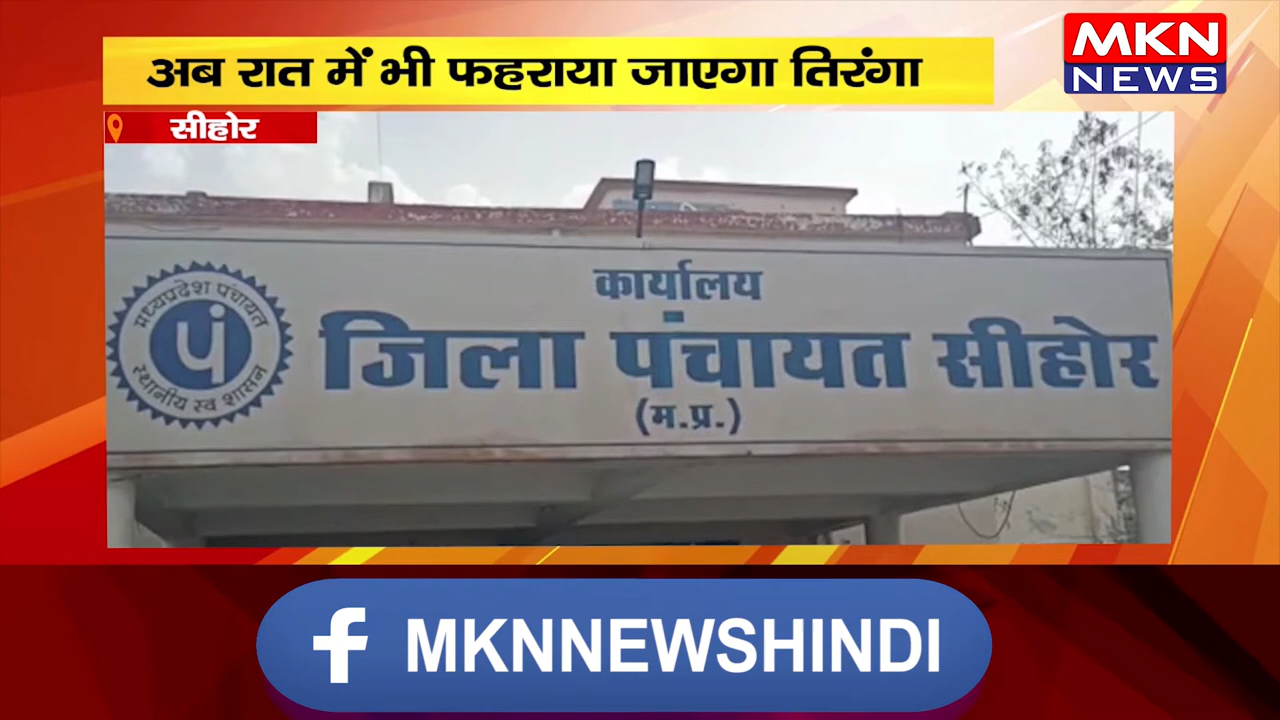 अब रात में भी फहराया जाएगा तिरंगा
MKN
NEWS
सीहोर
कार्यालय
मध्यप्रदेश पंचायत
स्थानीय स्व शासन
जिला पंचायत सीहोर
(म.प्र.)
f MKNNEWSHINDI